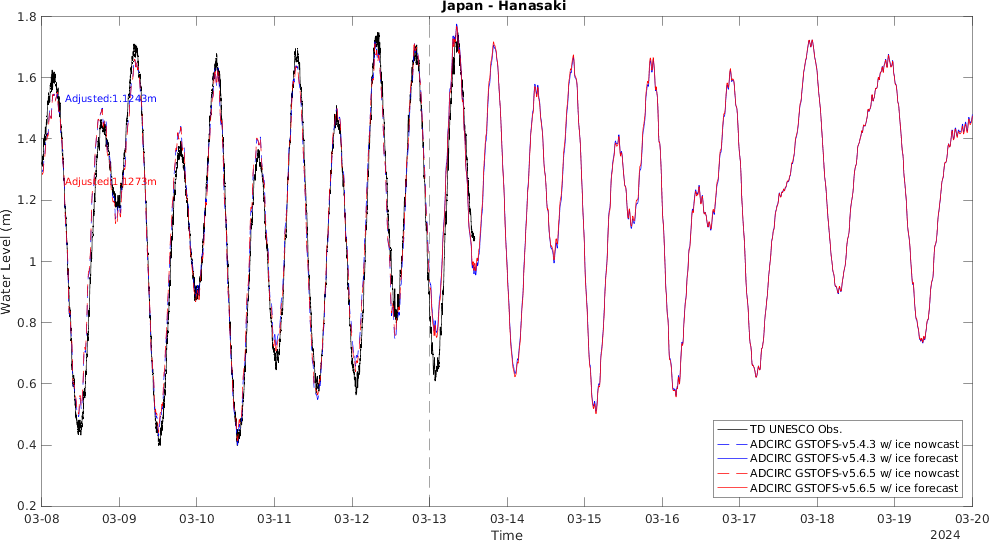 Japan - Hanasaki
1.8
1.6
1.4
1.2
1
0.8
0.6
0.4
0.2
Water Level (m)
Adjusted:1.1243m
Adjusted:1.1273m
TD UNESCO Obs.
ADCIRC GSTOFS-v5.4.3 w/ ice nowcast
ADCIRC GSTOFS-v5.4.3 w/ ice forecast
ADCIRC GSTOFS-v5.6.5 w/ ice nowcast
ADCIRC GSTOFS-v5.6.5 w/ ice forecast
03-08 03-09 03-10 03-11 03-12 03-13 03-14 03-15 03-16 03-17 03-18 03-19 03-20
Time
2024